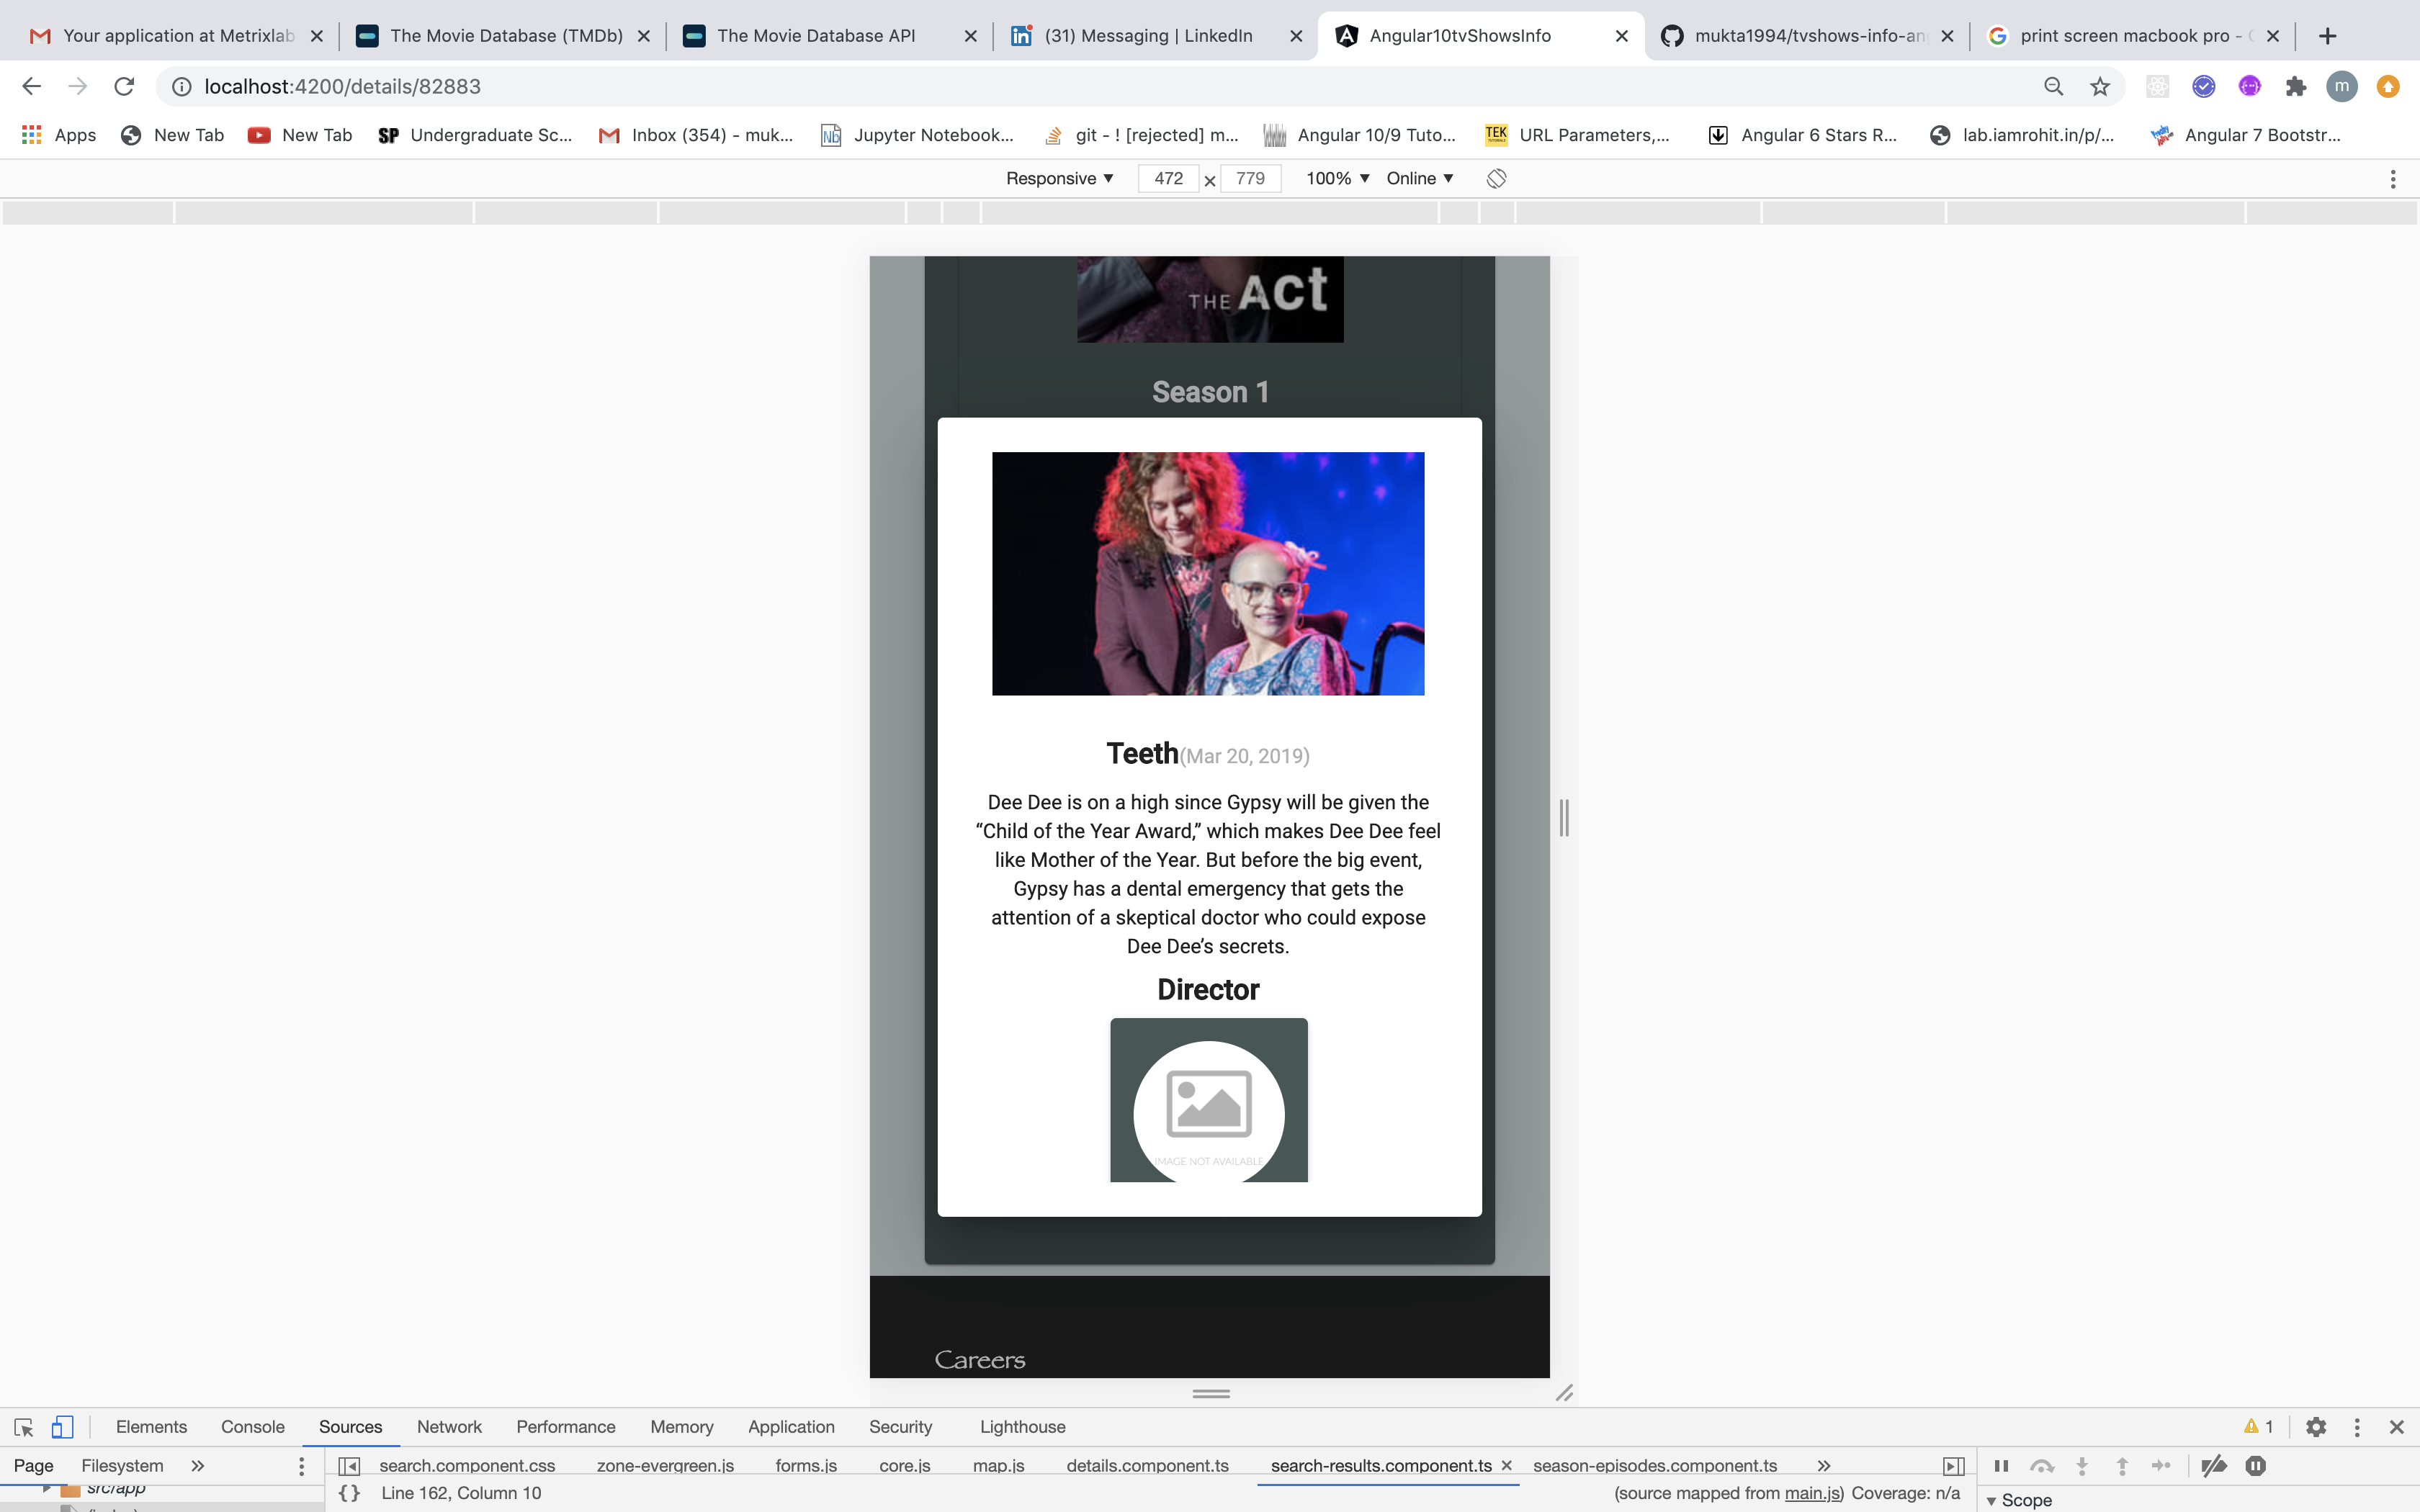 Your application at Metrixlab
The Movie Database (TMDb)
The Movie Database API
(31) Messaging | LinkedIn
Angular10tvShowsInfo
mukta1994/tvshows-info-an
print screen macbook pro -
localhost:4200/details/82883
m
Apps
New Tab
New Tab
SP Undergraduate Sc...
Inbox (354) - muk...
Nb Jupyter Notebook...
git - ! [rejected] m...
Angular 10/9 Tuto...
TEK URL Parameters,...
Angular 6 Stars R...
lab.iamrohit.in/p/...
Angular 7 Bootstr...
Responsive ▼ 472 × 779 100% ▼ Online ▼
THE Act
Season 1
Teeth(Mar 20, 2019)
Dee Dee is on a high since Gypsy will be given the
“Child of the Year Award,” which makes Dee Dee feel
like Mother of the Year. But before the big event,
Gypsy has a dental emergency that gets the
attention of a skeptical doctor who could expose
Dee Dee’s secrets.
Director
IMAGE NOT AVAILABLE
Careers
Elements Console Sources Network Performance Memory Application Security Lighthouse 1
Page Filesystem »
search.component.css zone-evergreen.js forms.js core.js map.js details.component.ts search-results.component.ts × season-episodes.component.ts »
src/app
{} Line 162, Column 10
(source mapped from main.js) Coverage: n/a
Scope